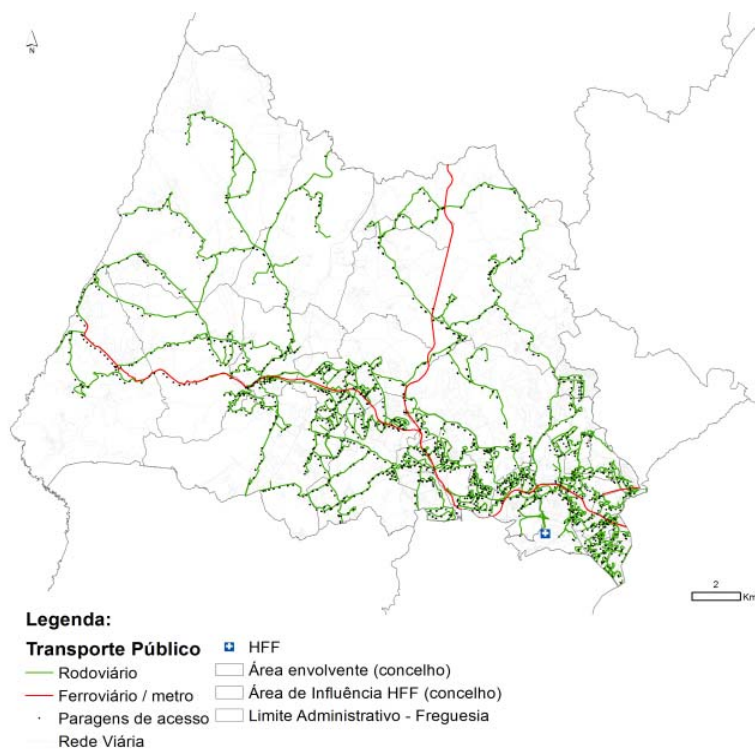 N
2
Km
Legenda:
Transporte Público
Rodoviário
Ferroviário / metro
Paragens de acesso
Rede Viária
HFF
Área envolvente (concelho)
Área de Influência HFF (concelho)
Limite Administrativo - Freguesia